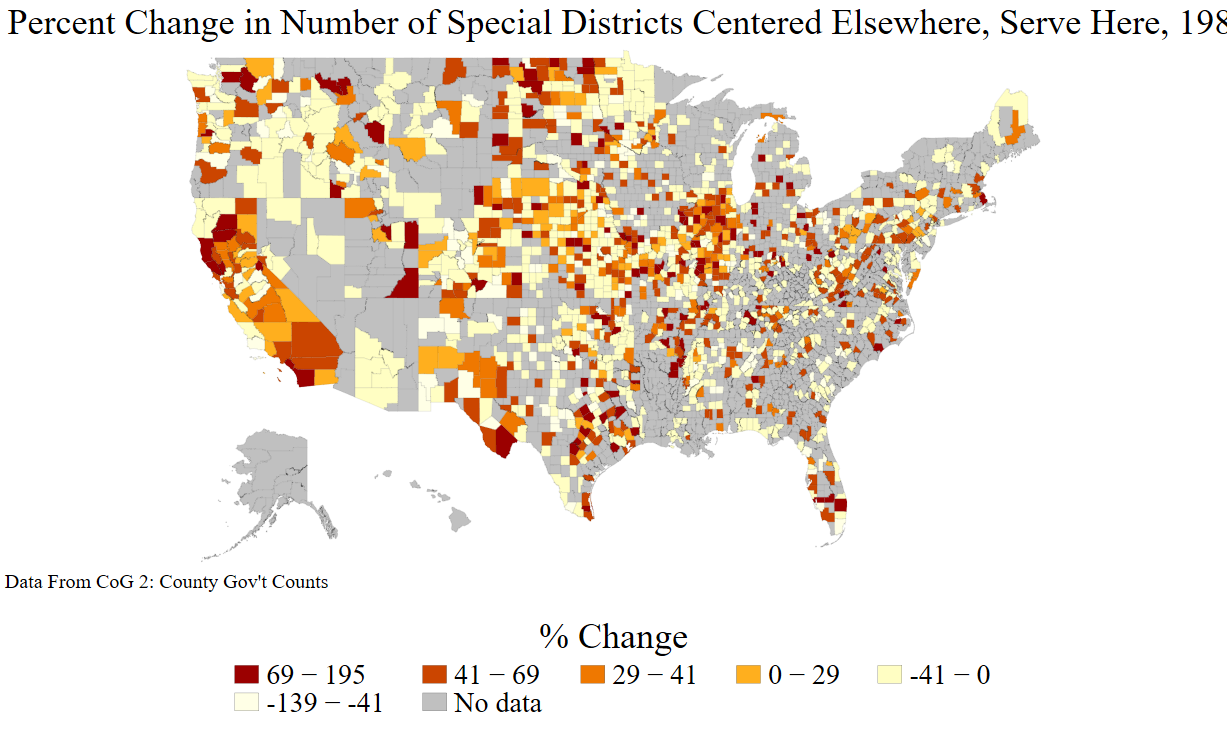 Percent Change in Number of Special Districts Centered Elsewhere, Serve Here, 198
Data From CoG 2: County Gov't Counts
% Change
69 − 195 41 − 69 29 − 41 0 − 29 -41 − 0
-139 − -41 No data